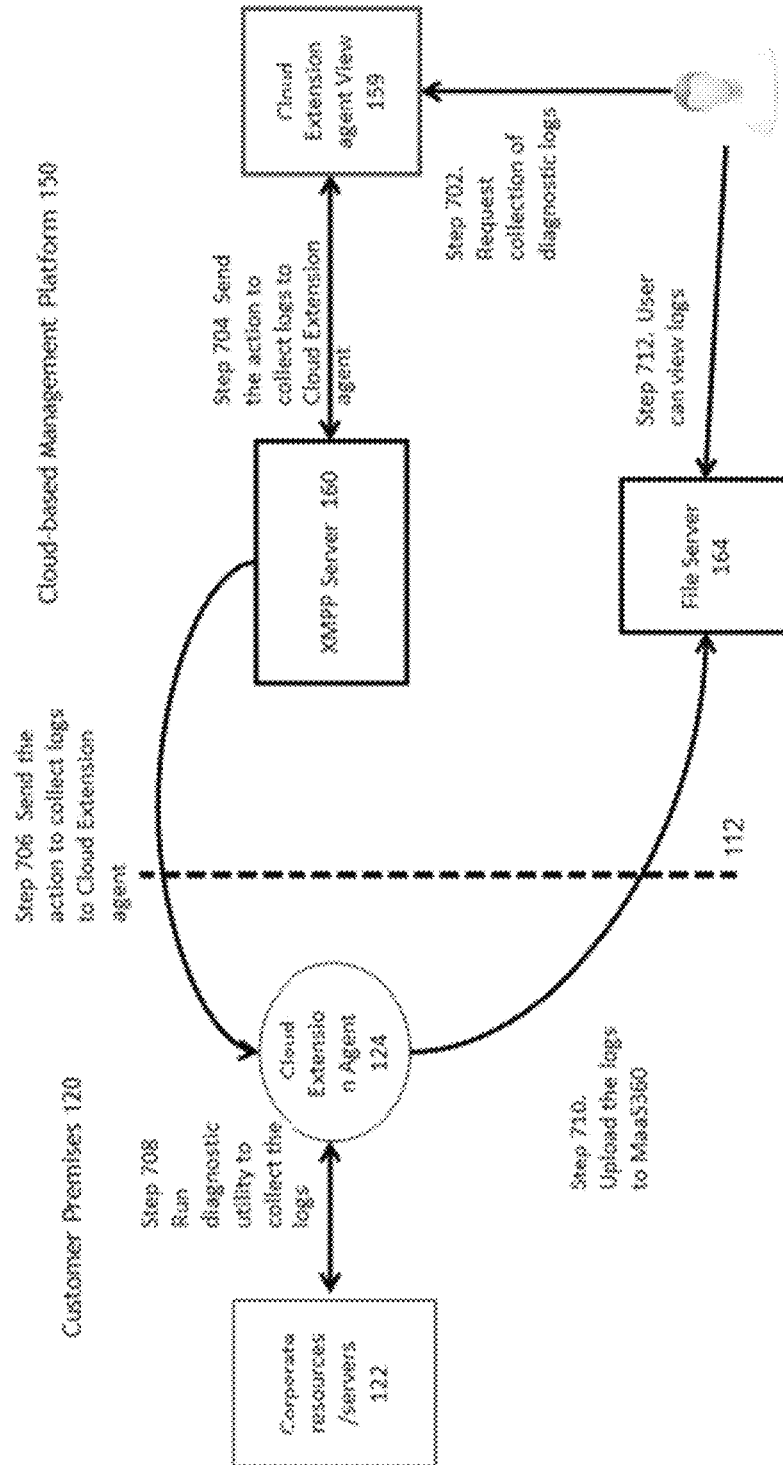 Customer Premises 120
Cloud-based Management Platform 150
Step 706 Send the
action to collect logs
to Cloud Extension
agent
Step 704 Send
the action to
collect logs to
Cloud Extension
agent
Step 708
Run
diagnostic
utility to
collect the
logs
Corporate
resources
/servers
122
Cloud
Extensio
n Agent
124
XMPP Server 160
Cloud
Extension
agent View
159
Step 702.
Request
collection of
diagnostic logs
Step 710.
Upload the logs
to MaaS360
112
Step 712. User
can view logs
File Server
164